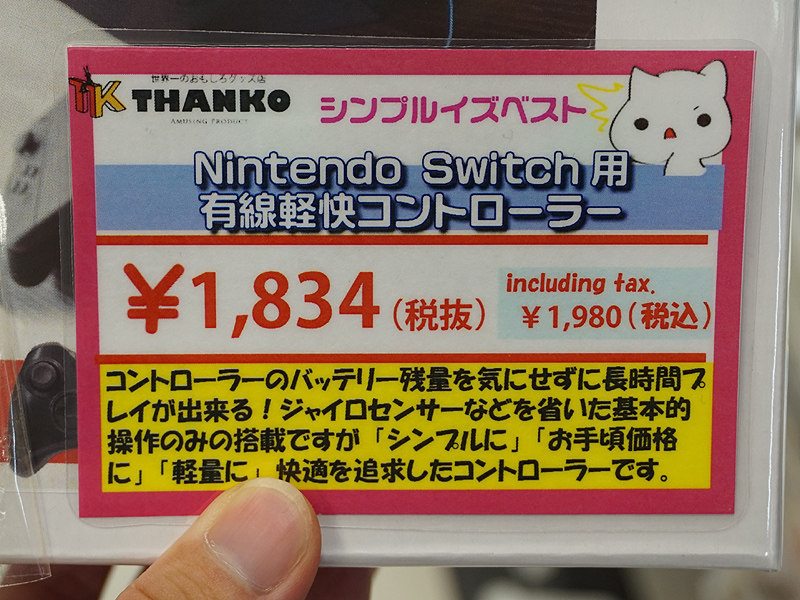 世界一のおもしろグッズ店
TK THANKO
AMUSING PRODUCT
シンプルイズベスト
Nintendo Switch用
有線軽快コントローラー
¥1,834(税抜)
including tax.
¥1,980(税込)
コントローラーのバッテリー残量を気にせずに長時間プ
レイが出来る！ジャイロセンサーなどを省いた基本的
操作のみの搭載ですが「シンプルに」「お手頃価格
に」「軽量に」快適を追求したコントローラーです。